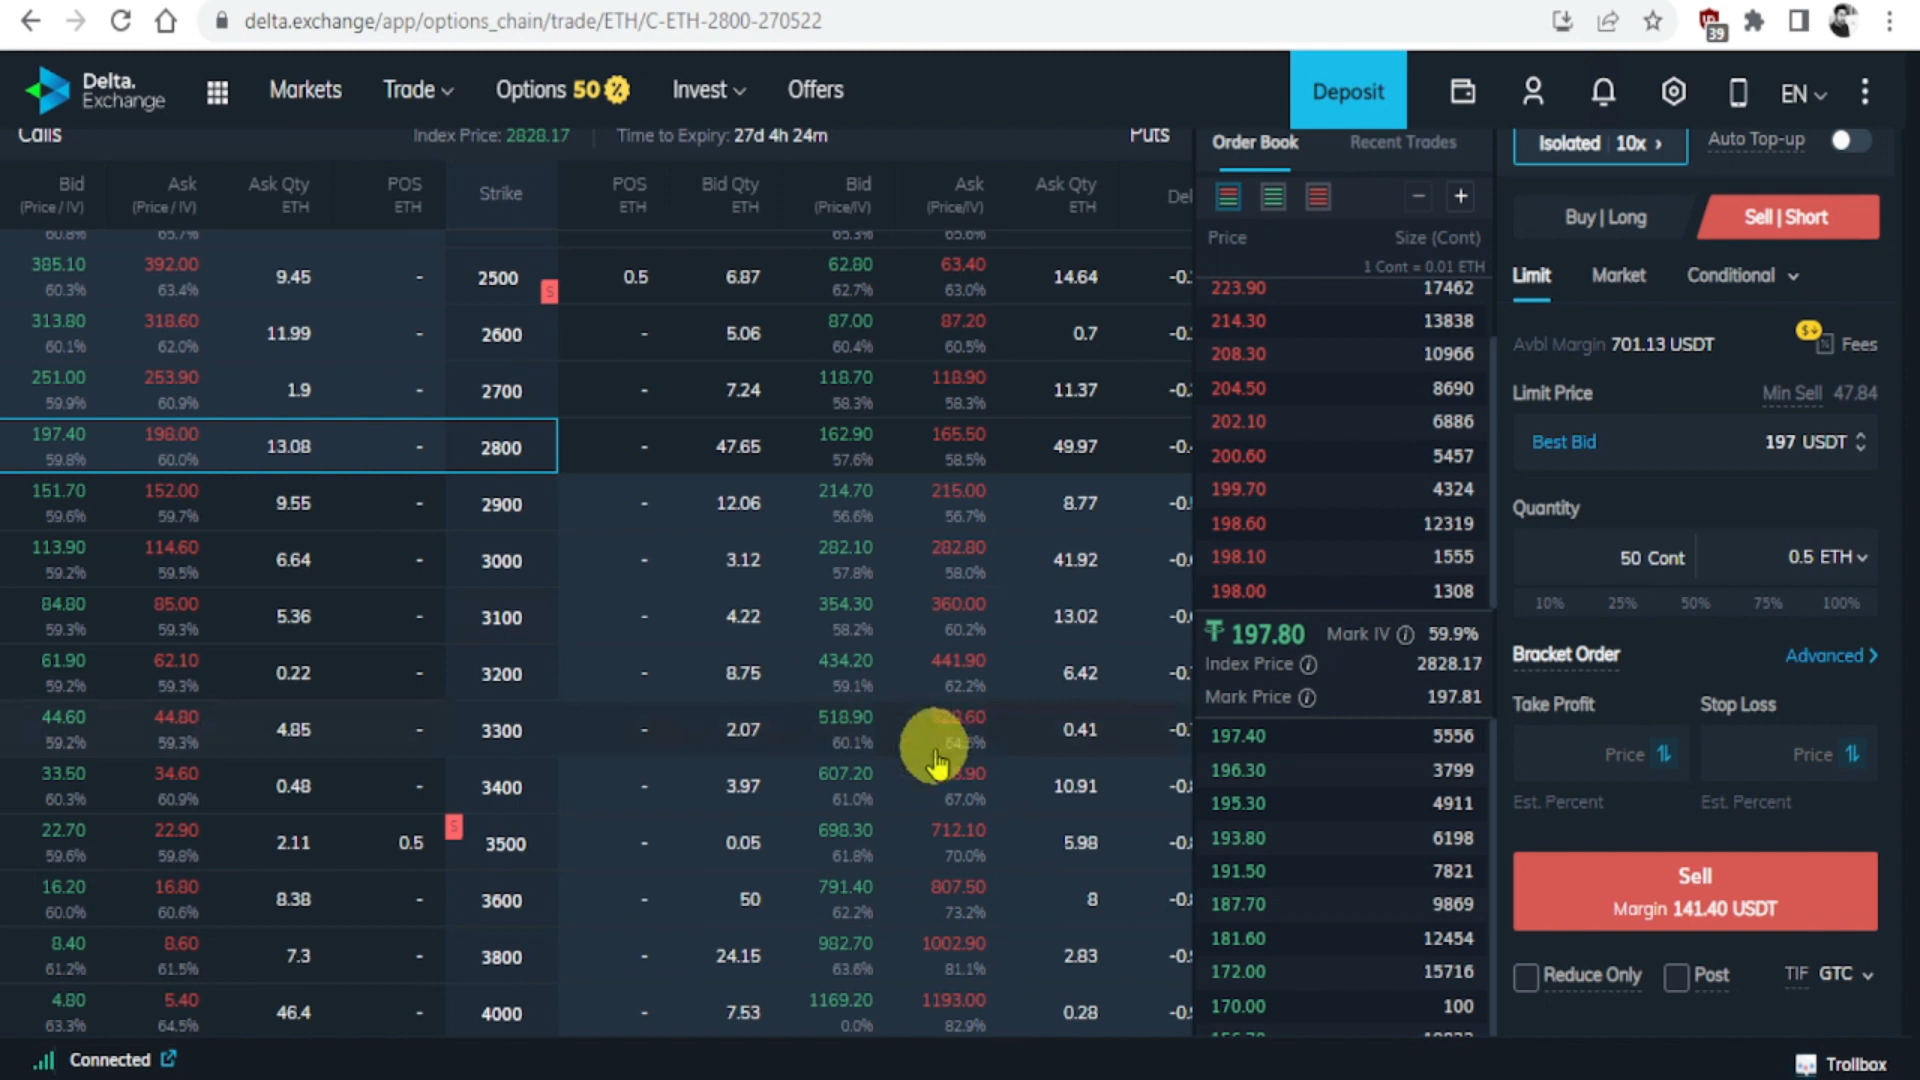 delta.exchange/app/options_chain/trade/ETH/C-ETH-2800-270522
39
Delta.
Exchange
Markets
Trade
Options 50 %
Invest
Offers
Deposit
EN
Calls
Index Price: 2828.17
Time to Expiry: 27d 4h 24m
Puts
Bid Ask Ask Qty POS Strike POS Bid Qty Bid Ask Ask Qty Del
(Price / IV) (Price / IV) ETH ETH ETH ETH (Price/IV) (Price/IV) ETH
60.8% 65.7% 65.3% 65.6%
385.10 392.00 9.45 - 2500 S 0.5 6.87 62.80 63.40 14.64 -0.
60.3% 63.4% 62.7% 63.0%
313.80 318.60 11.99 - 2600 - 5.06 87.00 87.20 0.7 -0.
60.1% 62.0% 60.4% 60.5%
251.00 253.90 1.9 - 2700 - 7.24 118.70 118.90 11.37 -0.
59.9% 60.9% 58.3% 58.3%
197.40 198.00 13.08 - 2800 - 47.65 162.90 165.50 49.97 -0.
59.8% 60.0% 57.6% 58.5%
151.70 152.00 9.55 - 2900 - 12.06 214.70 215.00 8.77 -0.
59.6% 59.7% 56.6% 56.7%
113.90 114.60 6.64 - 3000 - 3.12 282.10 282.80 41.92 -0.
59.2% 59.5% 57.8% 58.0%
84.80 85.00 5.36 - 3100 - 4.22 354.30 360.00 13.02 -0.
59.3% 59.3% 58.2% 60.2%
61.90 62.10 0.22 - 3200 - 8.75 434.20 441.90 6.42 -0.
59.2% 59.3% 59.1% 62.2%
44.60 44.80 4.85 - 3300 - 2.07 518.90 0.41 -0.
59.2% 59.3% 60.1%
33.50 34.60 0.48 - 3400 - 3.97 607.20 10.91 -0.
60.3% 60.9% 61.0% 67.0%
22.70 22.90 2.11 0.5 S 3500 - 0.05 698.30 712.10 5.98 -0.
59.6% 59.8% 61.8% 70.0%
16.20 16.80 8.38 - 3600 - 50 791.40 807.50 8 -0.
60.0% 60.6% 62.2% 73.2%
8.40 8.60 7.3 - 3800 - 24.15 982.70 1002.90 2.83 -0.
61.2% 61.5% 63.6% 81.1%
4.80 5.40 46.4 - 4000 - 7.53 1169.20 1193.00 0.28 -0.
63.3% 64.5% 0.0% 82.9%
Order Book
Recent Trades
Price Size (Cont)
1 Cont = 0.01 ETH
223.90 17462
214.30 13838
208.30 10966
204.50 8690
202.10 6886
200.60 5457
199.70 4324
198.60 12319
198.10 1555
198.00 1308
197.80 Mark IV 59.9%
Index Price 2828.17
Mark Price 197.81
197.40 5556
196.30 3799
195.30 4911
193.80 6198
191.50 7821
187.70 9869
181.60 12454
172.00 15716
170.00 100
Isolated 10x
Auto Top-up
Buy | Long
Sell | Short
Limit
Market
Conditional
Avbl Margin 701.13 USDT
Fees
Limit Price
Min Sell 47.84
Best Bid
197 USDT
Quantity
50 Cont
0.5 ETH
10% 25% 50% 75% 100%
Bracket Order
Advanced
Take Profit
Stop Loss
Price
Price
Est. Percent
Est. Percent
Sell
Margin 141.40 USDT
Reduce Only
Post
TIF GTC
Connected
Trollbox